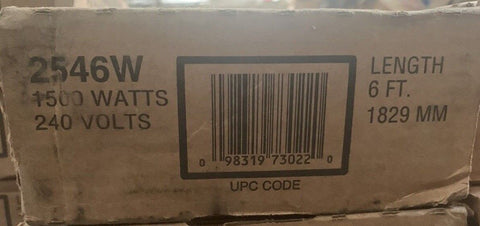 2546W
1500 WATTS
240 VOLTS
0 98319 73022 0
UPC CODE
LENGTH
6 FT.
1829 MM